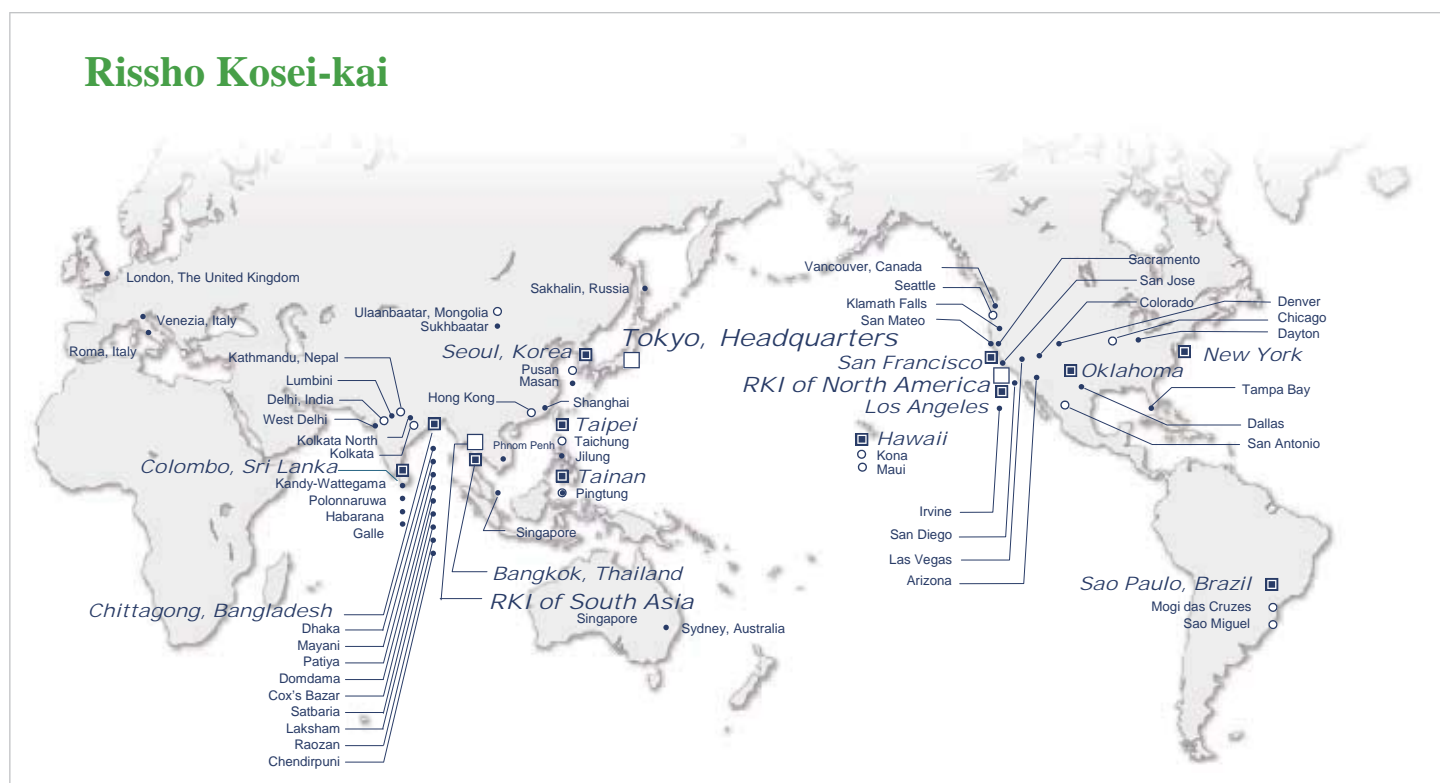 Rissho Kosei-kai
London, The United Kingdom
Venezia, Italy
Roma, Italy
Ulaanbaatar, Mongolia
Sukhbaatar
Sakhalin, Russia
Tokyo, Headquarters
Seoul, Korea
Pusan
Masan
Kathmandu, Nepal
Lumbini
Delhi, India
West Delhi
Kolkata North
Kolkata
Hong Kong
Shanghai
Taipei
Taichung
Jilung
Tainan
Pingtung
Phnom Penh
Colombo, Sri Lanka
Kandy-Wattegama
Polonnaruwa
Habarana
Galle
Singapore
Bangkok, Thailand
RKI of South Asia
Singapore
Sydney, Australia
Chittagong, Bangladesh
Dhaka
Mayani
Patiya
Domdama
Cox's Bazar
Satbaria
Laksham
Raozan
Chendirpuni
Vancouver, Canada
Seattle
Klamath Falls
San Mateo
San Francisco
RKI of North America
Los Angeles
Sacramento
San Jose
Colorado
Denver
Chicago
Dayton
New York
Oklahoma
Tampa Bay
Dallas
San Antonio
Hawaii
Kona
Maui
Irvine
San Diego
Las Vegas
Arizona
Sao Paulo, Brazil
Mogi das Cruzes
Sao Miguel